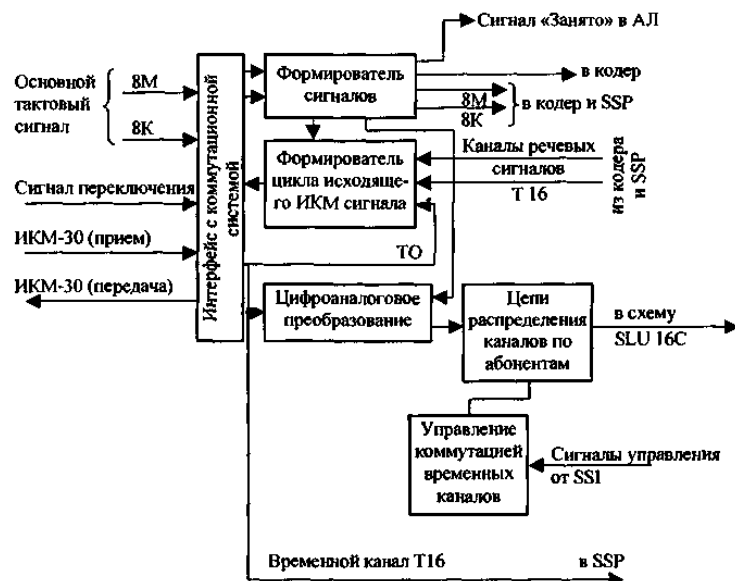 Сигнал «Занято» в АЛ
Основной
тактовый
сигнал
8М
8К
Формирователь
сигналов
в кодер
8М
8К
в кодер и SSP
Интерфейс с коммутационной
системой
Формирователь
цикла исходяще-
го ИКМ сигнала
Каналы речевых
сигналов
Т 16
из кодера
и SSP
Сигнал переключения
ИКМ-30 (прием)
ИКМ-30 (передача)
ТО
Цифроаналоговое
преобразование
Цепи
распределения
каналов по
абонентам
в схему
SLU 16C
Управление
коммутацией
временных
каналов
Сигналы управления
от SS1
Временной канал Т16
в SSP